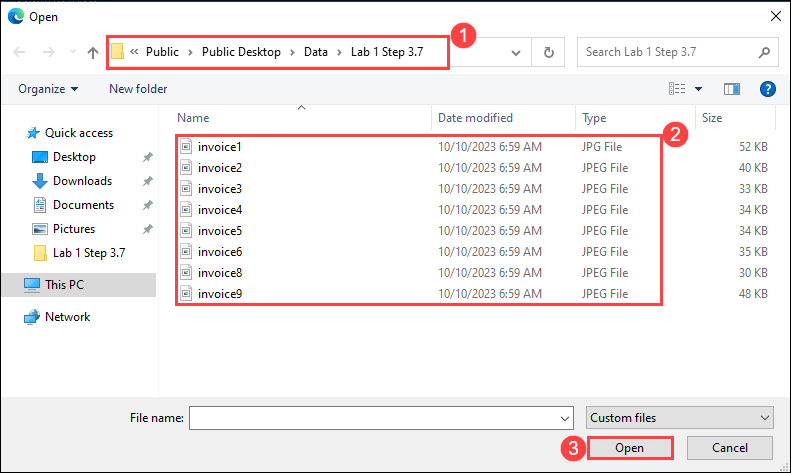 Open
1
« Public > Public Desktop > Data > Lab 1 Step 3.7
Search Lab 1 Step 3.7
Organize
New folder
?
Name Date modified Type Size
Quick access
Desktop
Downloads
Documents
Pictures
Lab 1 Step 3.7
This PC
Network
2
invoice1 10/10/2023 6:59 AM JPG File 52 KB
invoice2 10/10/2023 6:59 AM JPEG File 40 KB
invoice3 10/10/2023 6:59 AM JPEG File 33 KB
invoice4 10/10/2023 6:59 AM JPEG File 34 KB
invoice5 10/10/2023 6:59 AM JPEG File 34 KB
invoice6 10/10/2023 6:59 AM JPEG File 35 KB
invoice8 10/10/2023 6:59 AM JPEG File 30 KB
invoice9 10/10/2023 6:59 AM JPEG File 48 KB
File name:
Custom files
3
Open
Cancel